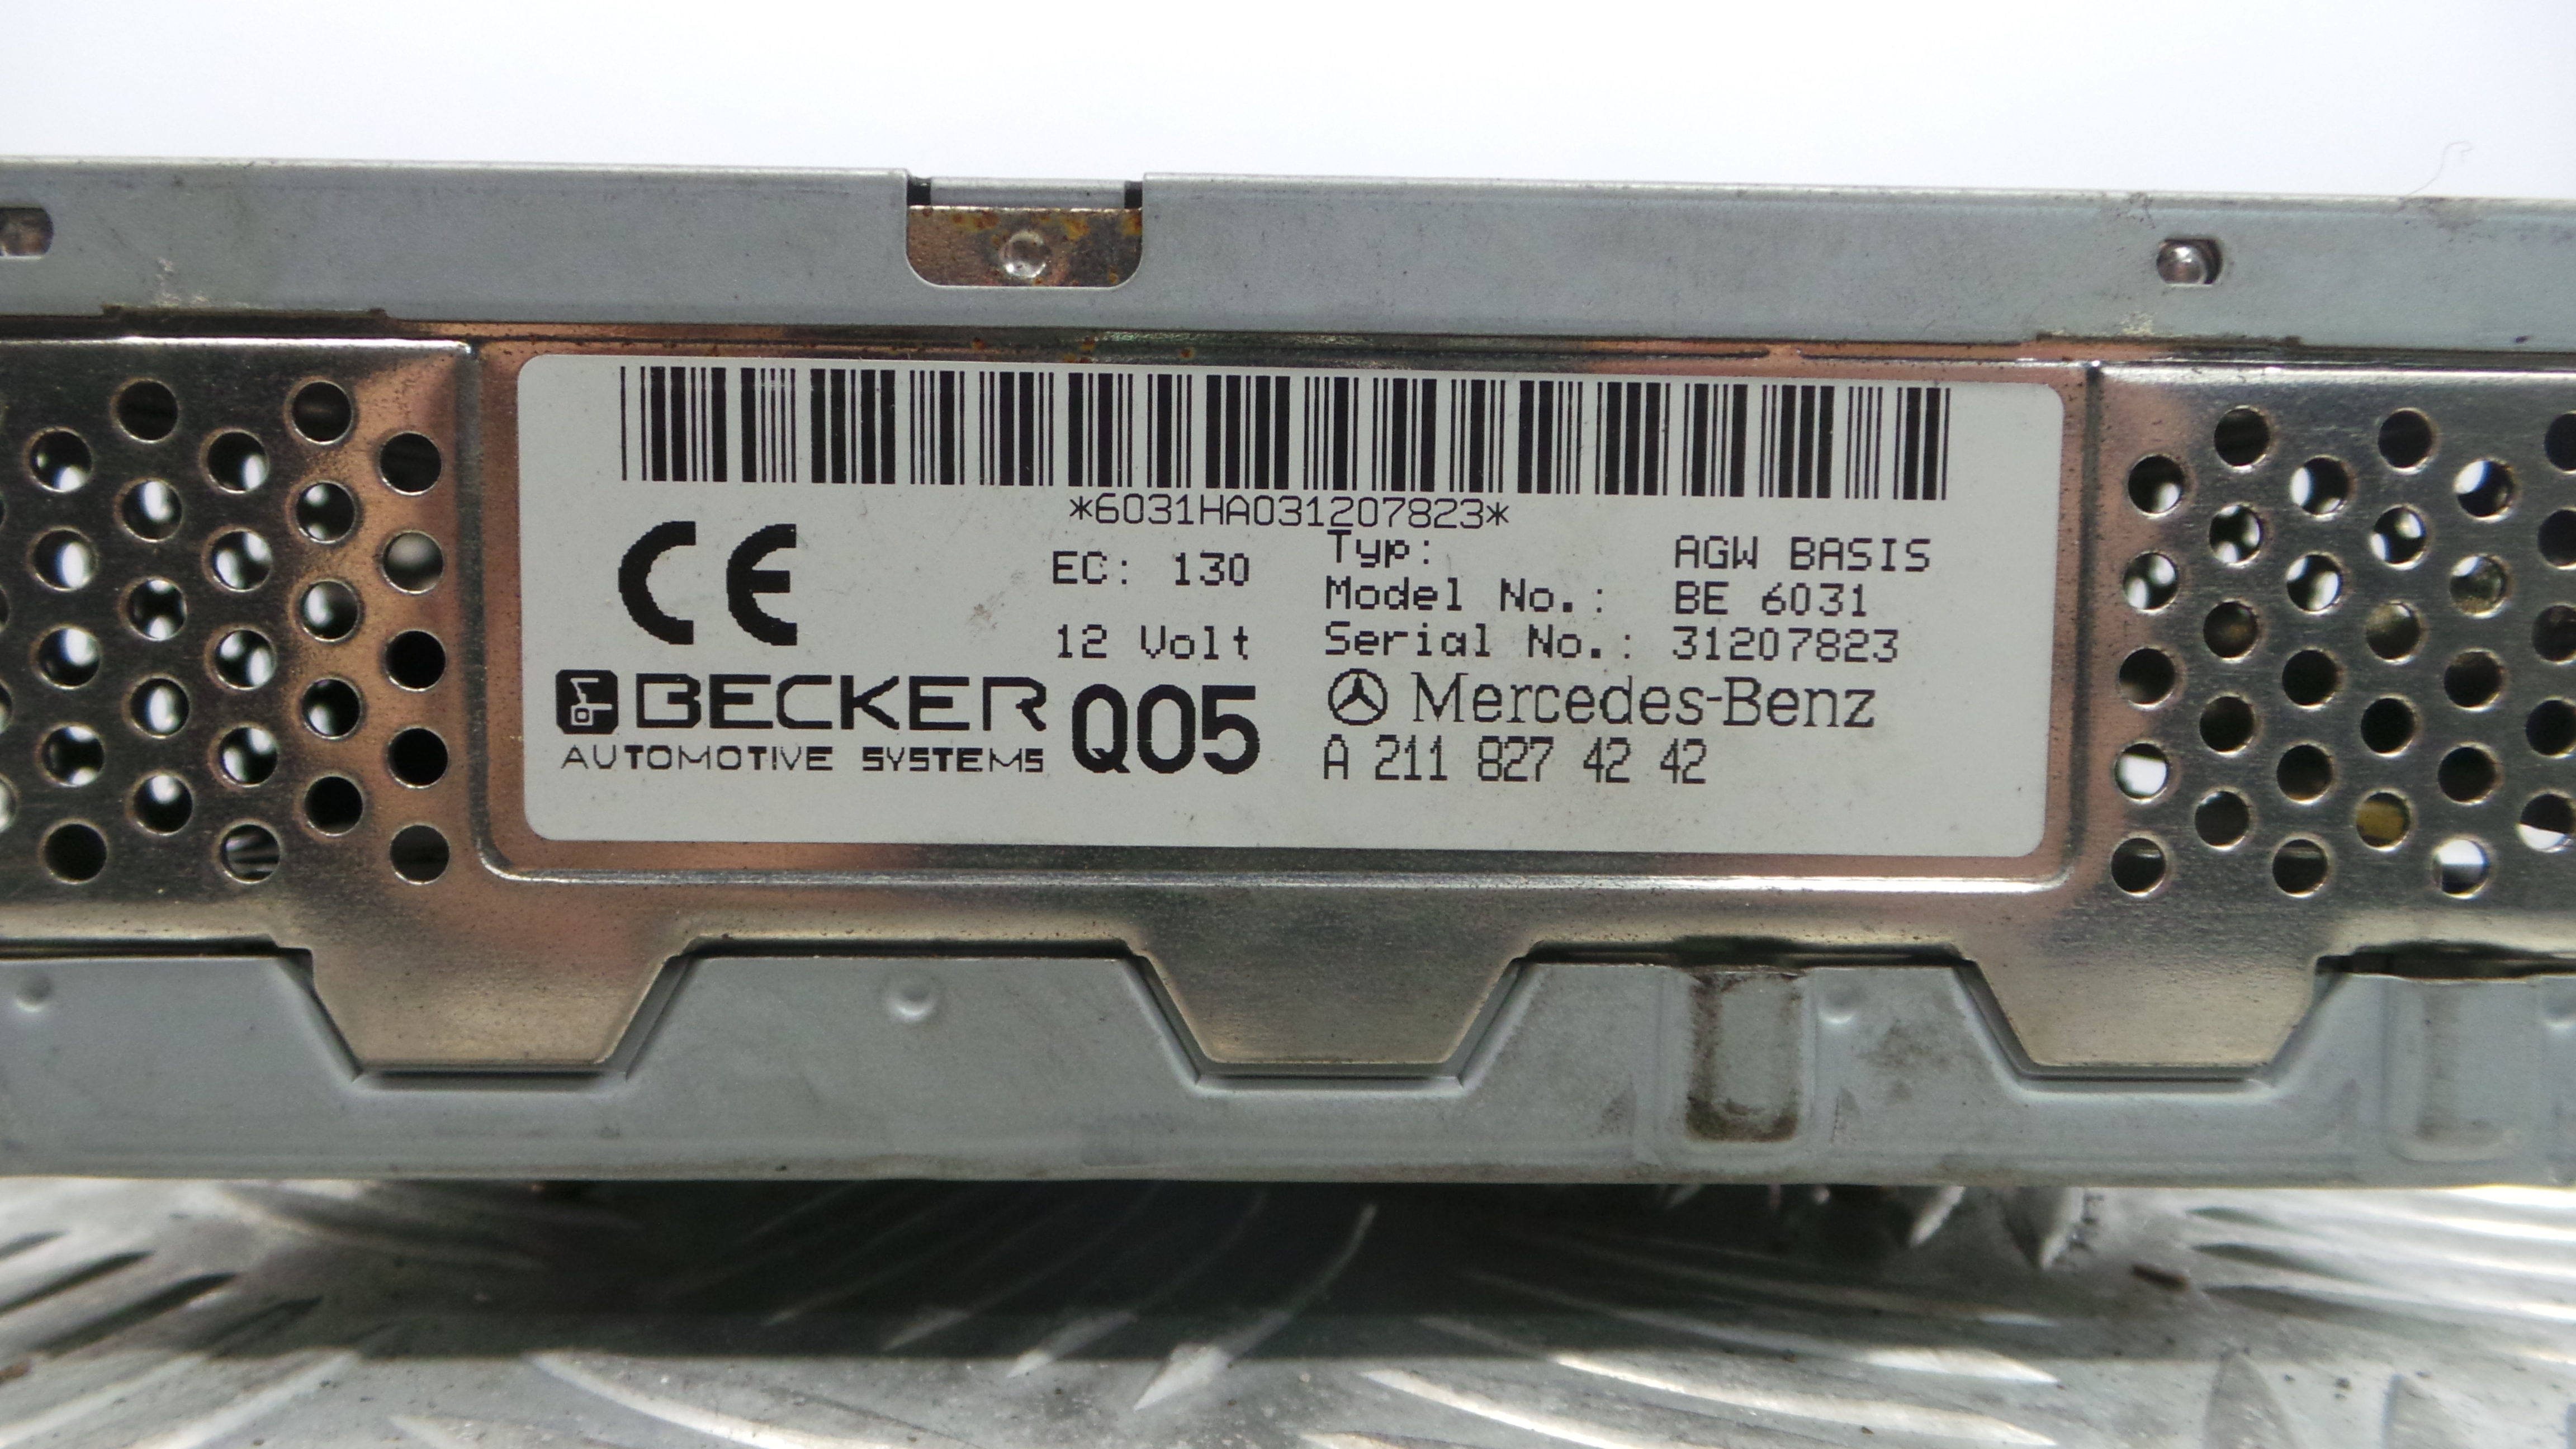 *6031HA031207823*
CE
EC: 130
12 Volt
Typ: AGW BASIS
Model No.: BE 6031
Serial No.: 31207823
BECKER
AUTOMOTIVE SYSTEMS
Q05
Mercedes-Benz
A 211 827 42 42